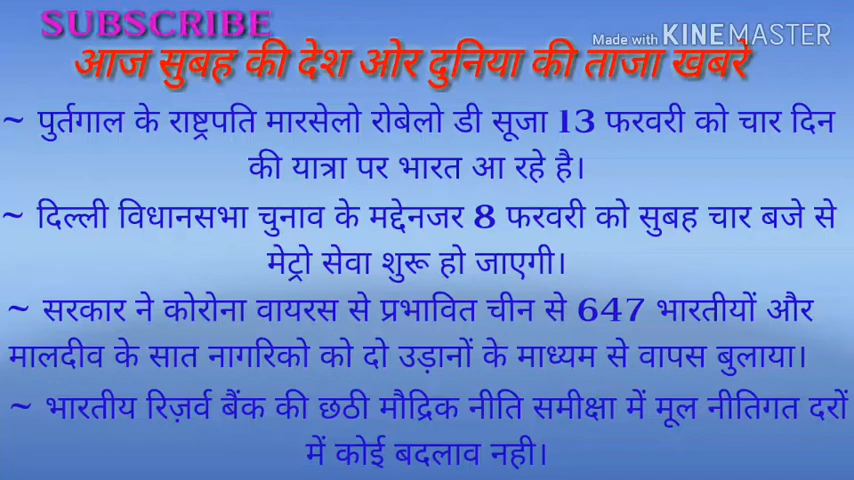 SUBSCRIBE
Made with KINEMASTER
आज सुबह की देश ओर दुनिया की ताजा खबरे
~ पुर्तगाल के राष्ट्रपति मारसेलो रोबेलो डी सूजा 13 फरवरी को चार दिन
की यात्रा पर भारत आ रहे है।
~ दिल्ली विधानसभा चुनाव के मद्देनजर 8 फरवरी को सुबह चार बजे से
मेट्रो सेवा शुरू हो जाएगी।
~ सरकार ने कोरोना वायरस से प्रभावित चीन से 647 भारतीयों और
मालदीव के सात नागरिको को दो उड़ानों के माध्यम से वापस बुलाया।
~ भारतीय रिज़र्व बैंक की छठी मौद्रिक नीति समीक्षा में मूल नीतिगत दरों
में कोई बदलाव नही।